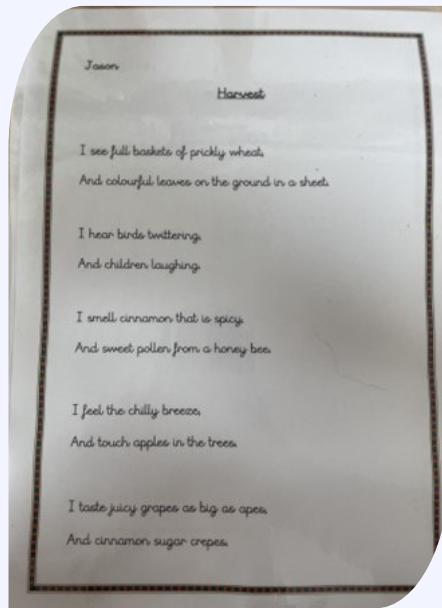 Jason
Harvest
I see full baskets of prickly wheat,
And colourful leaves on the ground in a sheet.
I hear birds twittering,
And children laughing.
I smell cinnamon that is spicy,
And sweet pollen from a honey bee.
I feel the chilly breeze,
And touch apples in the trees.
I taste juicy grapes as big as apes,
And cinnamon sugar crepes.